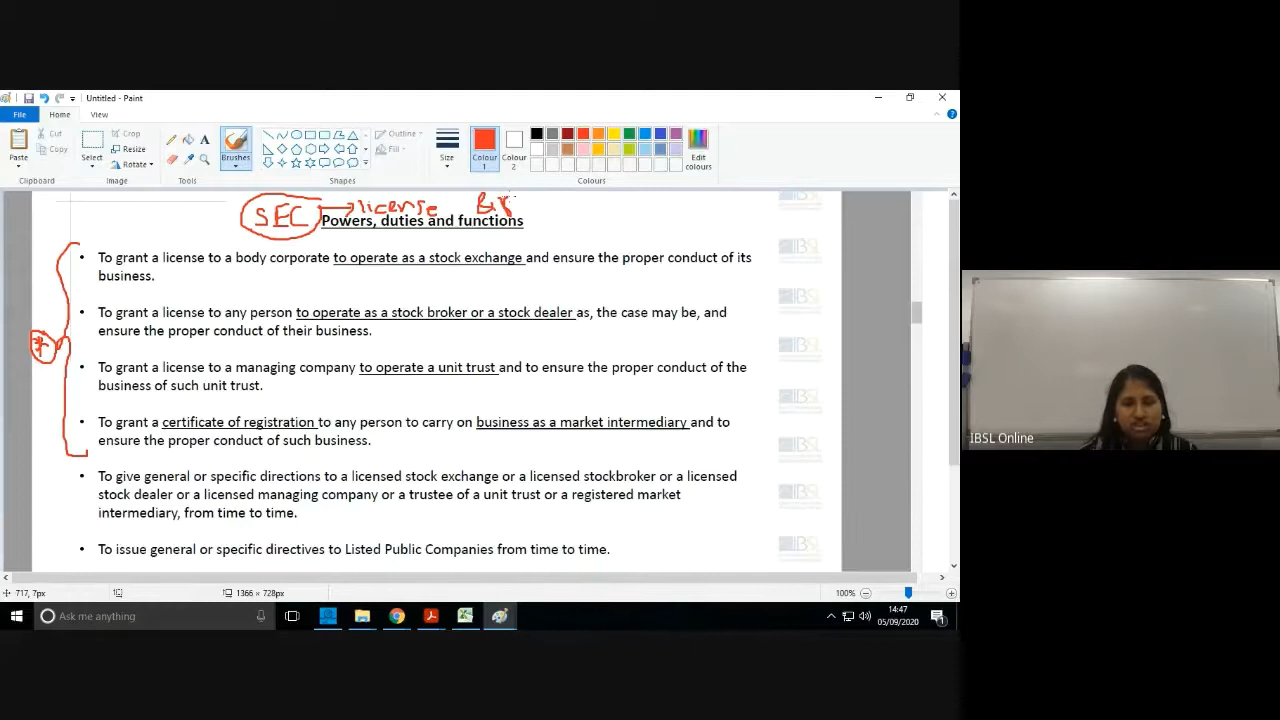 Untitled - Paint
File Home View
Paste Cut Copy
Clipboard
Select Crop Resize Rotate
Image
Tools
Brushes
Shapes
Outline
Fill
Size
Colour 1
Colour 2
Edit colours
Colours
SEC license &
Powers, duties and functions
• To grant a license to a body corporate to operate as a stock exchange and ensure the proper conduct of its
business.
• To grant a license to any person to operate as a stock broker or a stock dealer as, the case may be, and
ensure the proper conduct of their business.
• To grant a license to a managing company to operate a unit trust and to ensure the proper conduct of the
business of such unit trust.
• To grant a certificate of registration to any person to carry on business as a market intermediary and to
ensure the proper conduct of such business.
• To give general or specific directions to a licensed stock exchange or a licensed stockbroker or a licensed
stock dealer or a licensed managing company or a trustee of a unit trust or a registered market
intermediary, from time to time.
• To issue general or specific directives to Listed Public Companies from time to time.
IBSL Online
717, 7px
1366 × 728px
100%
Ask me anything
14:47
05/09/2020